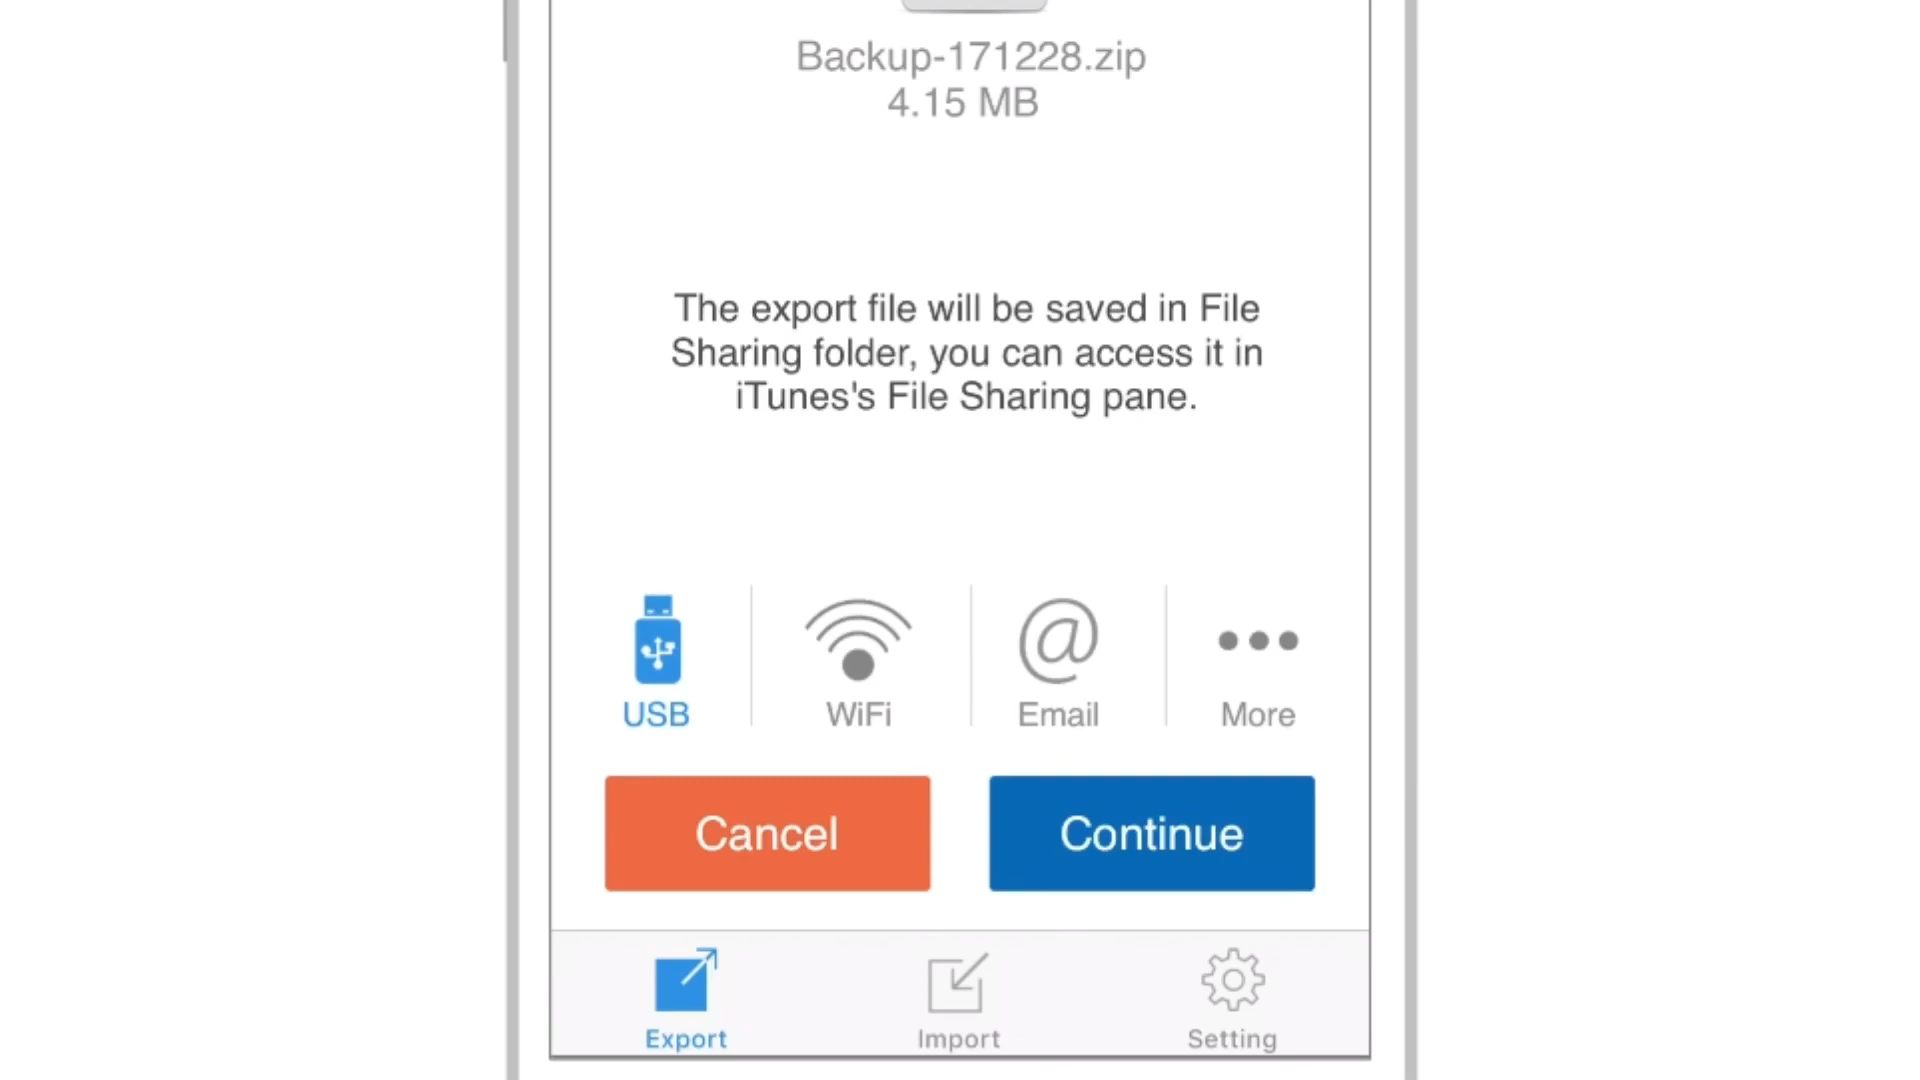 Backup-171228.zip
4.15 MB
The export file will be saved in File
Sharing folder, you can access it in
iTunes's File Sharing pane.
USB
WiFi
Email
More
Cancel
Continue
Export
Import
Setting